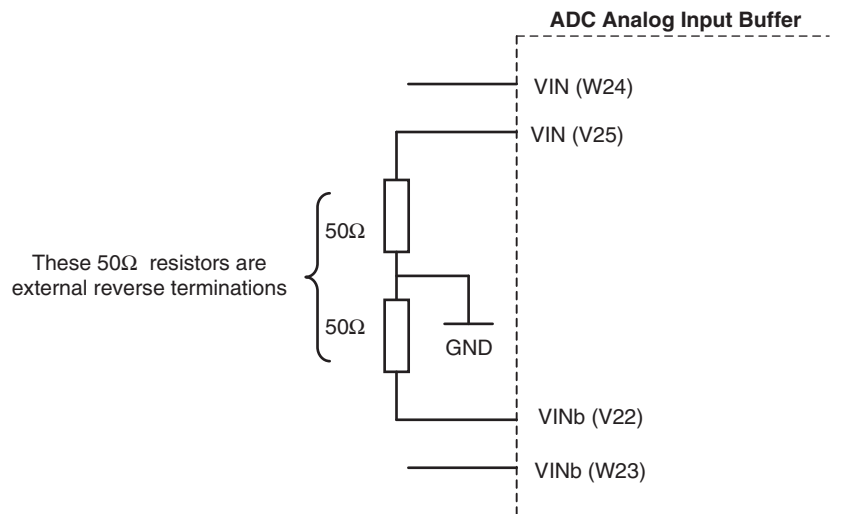 ADC Analog Input Buffer
VIN (W24)
VIN (V25)
50Ω
These 50Ω resistors are
external reverse terminations
50Ω
GND
VINb (V22)
VINb (W23)